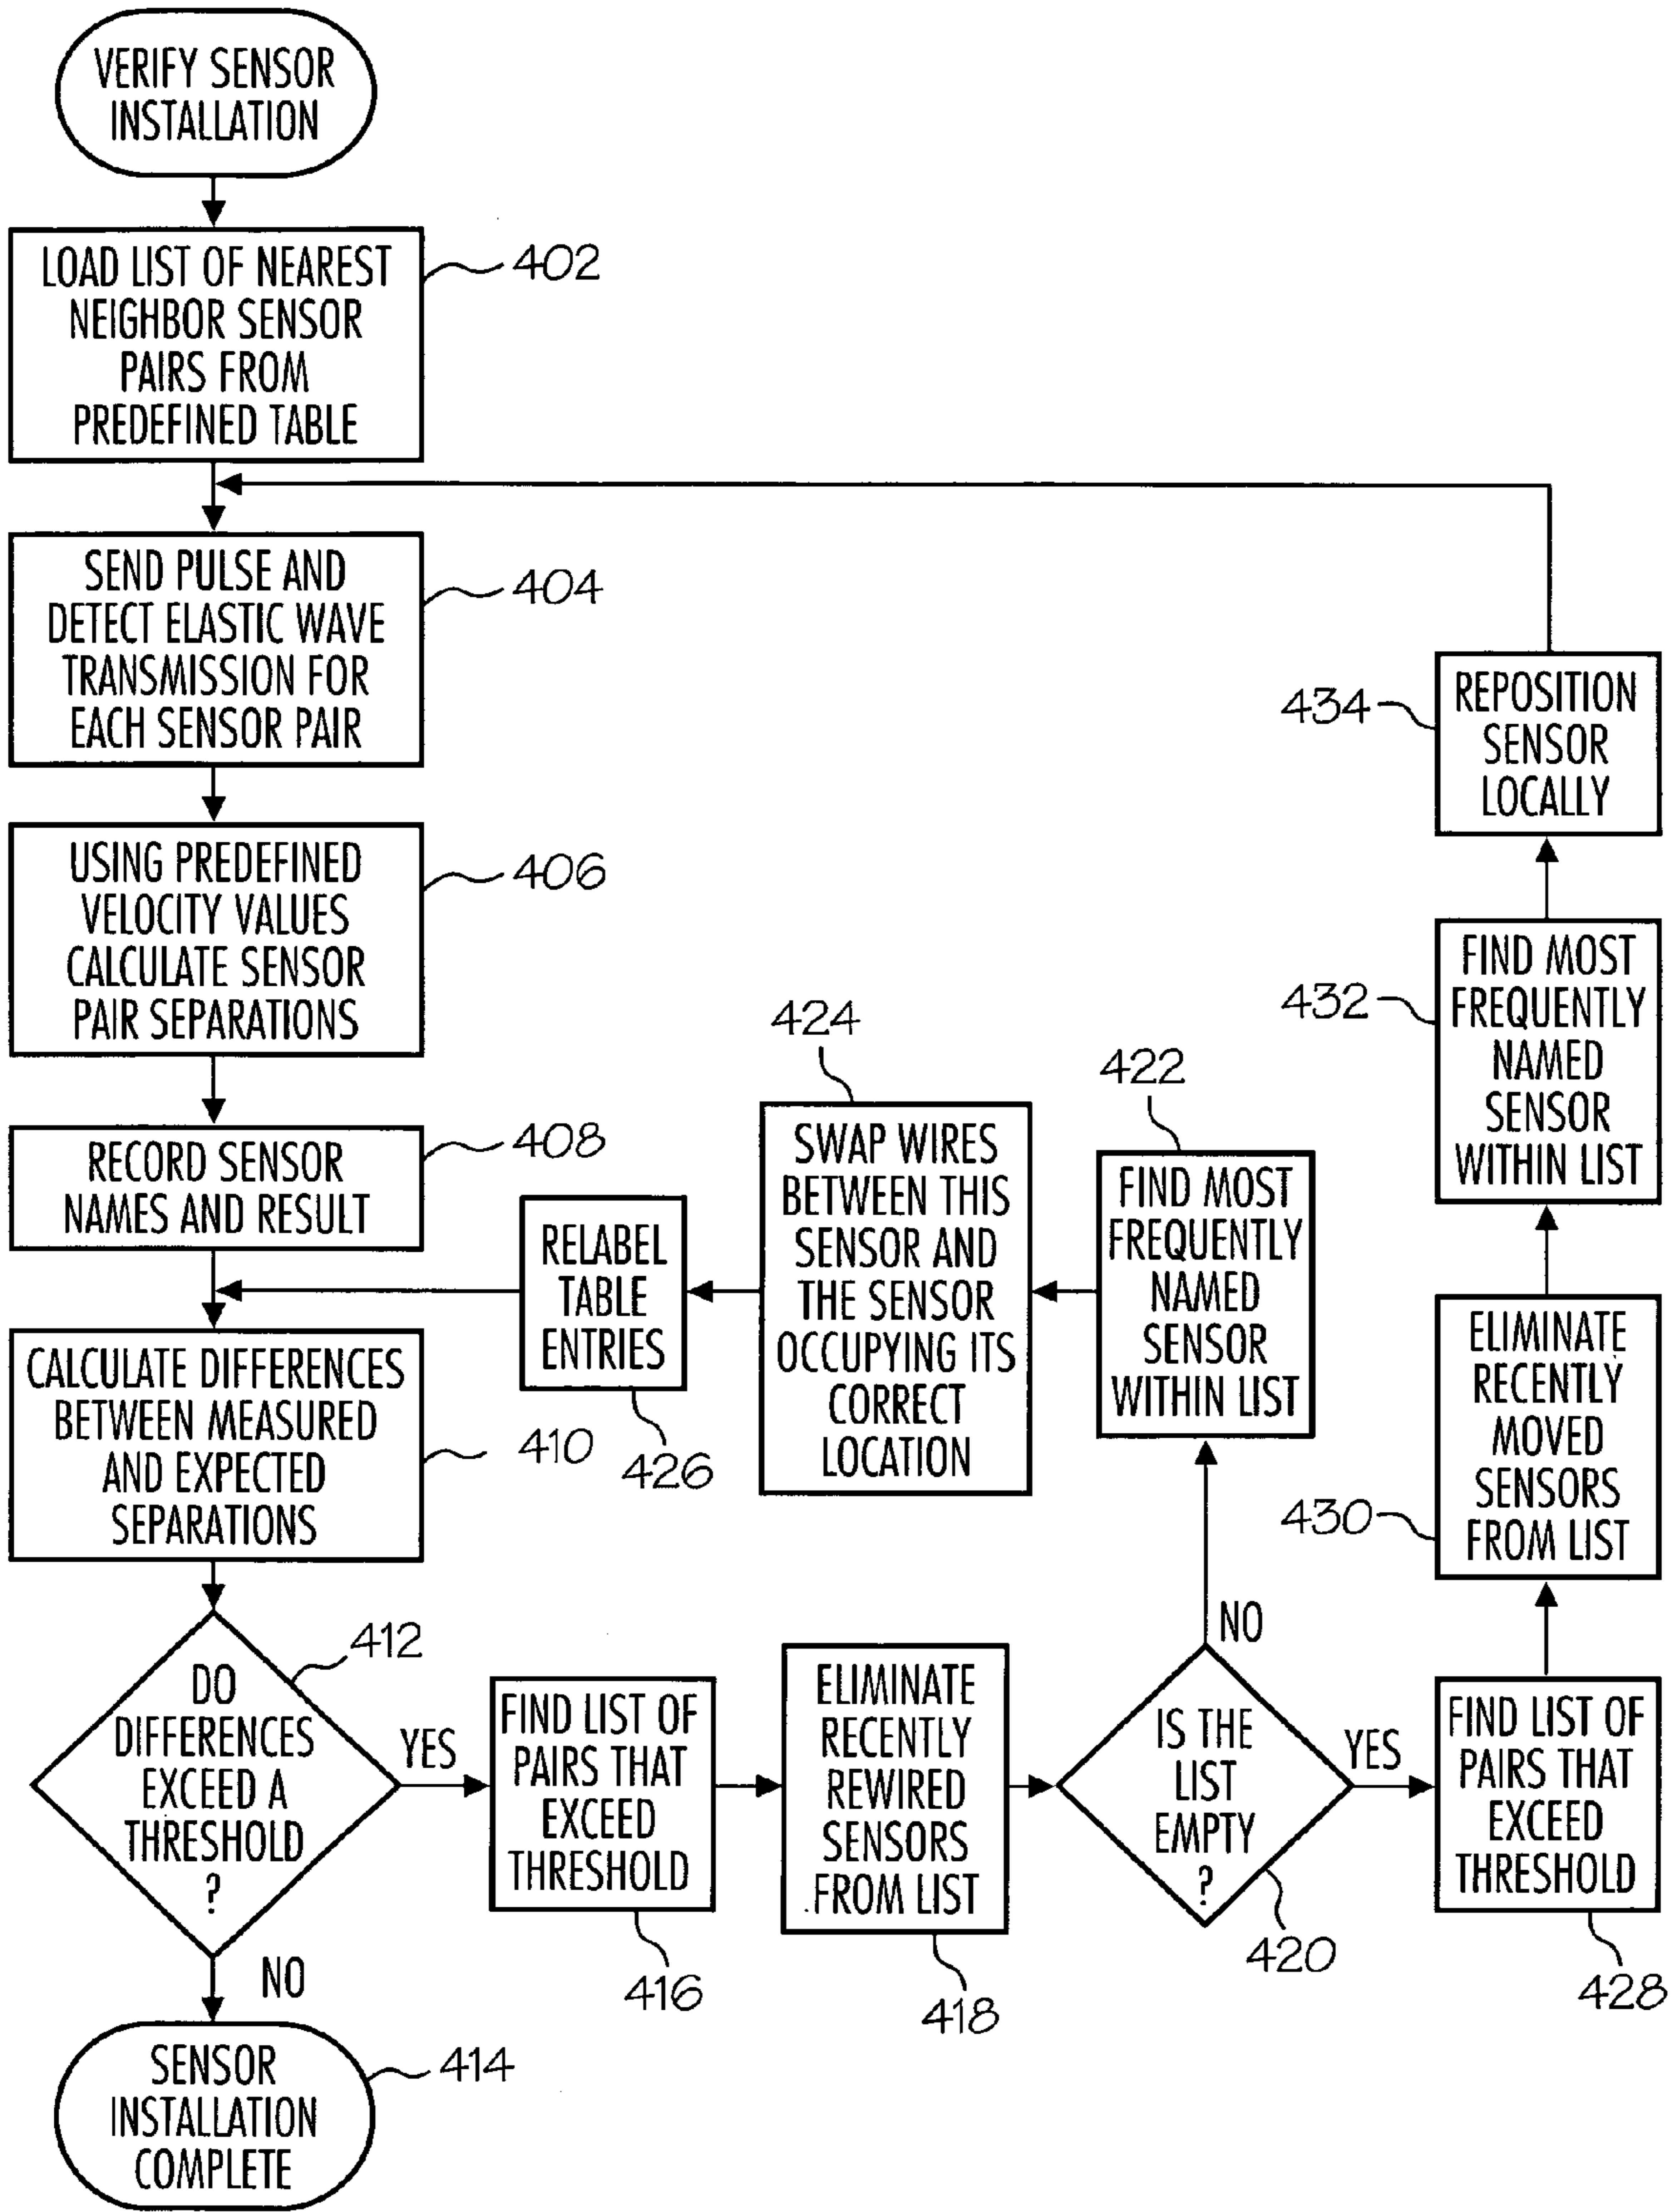 VERIFY SENSOR
INSTALLATION
LOAD LIST OF NEAREST
NEIGHBOR SENSOR
PAIRS FROM
PREDEFINED TABLE
402
SEND PULSE AND
DETECT ELASTIC WAVE
TRANSMISSION FOR
EACH SENSOR PAIR
404
USING PREDEFINED
VELOCITY VALUES
CALCULATE SENSOR
PAIR SEPARATIONS
406
RECORD SENSOR
NAMES AND RESULT
408
CALCULATE DIFFERENCES
BETWEEN MEASURED
AND EXPECTED
SEPARATIONS
410
DO
DIFFERENCES
EXCEED A
THRESHOLD
?
412
NO
SENSOR
INSTALLATION
COMPLETE
414
YES
FIND LIST OF
PAIRS THAT
EXCEED
THRESHOLD
416
ELIMINATE
RECENTLY
REWIRED
SENSORS
FROM LIST
418
IS THE
LIST
EMPTY
?
420
NO
FIND MOST
FREQUENTLY
NAMED
SENSOR
WITHIN LIST
422
SWAP WIRES
BETWEEN THIS
SENSOR AND
THE SENSOR
OCCUPYING ITS
CORRECT
LOCATION
424
RELABEL
TABLE
ENTRIES
426
YES
FIND LIST OF
PAIRS THAT
EXCEED
THRESHOLD
428
ELIMINATE
RECENTLY
MOVED
SENSORS
FROM LIST
430
FIND MOST
FREQUENTLY
NAMED
SENSOR
WITHIN LIST
432
REPOSITION
SENSOR
LOCALLY
434